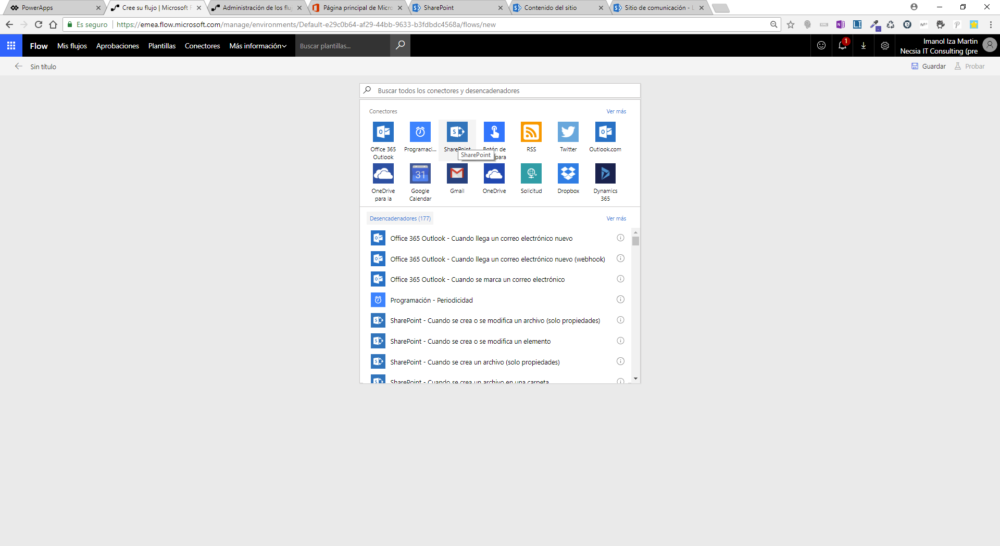 PowerApps
Cree su flujo | Microsoft F
Administración de los fluj
Página principal de Micro
SharePoint
Contenido del sitio
Sitio de comunicación - L
Es seguro
https://emea.flow.microsoft.com/manage/environments/Default-e29c0b64-af29-44bb-9633-b3fdbdc4568a/flows/new
Flow
Mis flujos
Aprobaciones
Plantillas
Conectores
Más información
Buscar plantillas...
1
Imanol Iza Martin
Necsia IT Consulting (pre
Sin título
Guardar
Probar
Buscar todos los conectores y desencadenadores
Conectores
Ver más
Office 365 Outlook
Programaci...
SharePoint
SharePoint
Botón de
para
RSS
Twitter
Outlook.com
OneDrive para la
Google Calendar
31
Gmail
OneDrive
Solicitud
Dropbox
Dynamics 365
Desencadenadores (177)
Ver más
Office 365 Outlook - Cuando llega un correo electrónico nuevo
Office 365 Outlook - Cuando llega un correo electrónico nuevo (webhook)
Office 365 Outlook - Cuando se marca un correo electrónico
Programación - Periodicidad
SharePoint - Cuando se crea o se modifica un archivo (solo propiedades)
SharePoint - Cuando se crea o se modifica un elemento
SharePoint - Cuando se crea un archivo (solo propiedades)
SharePoint - Cuando se crea un archivo en una carpeta